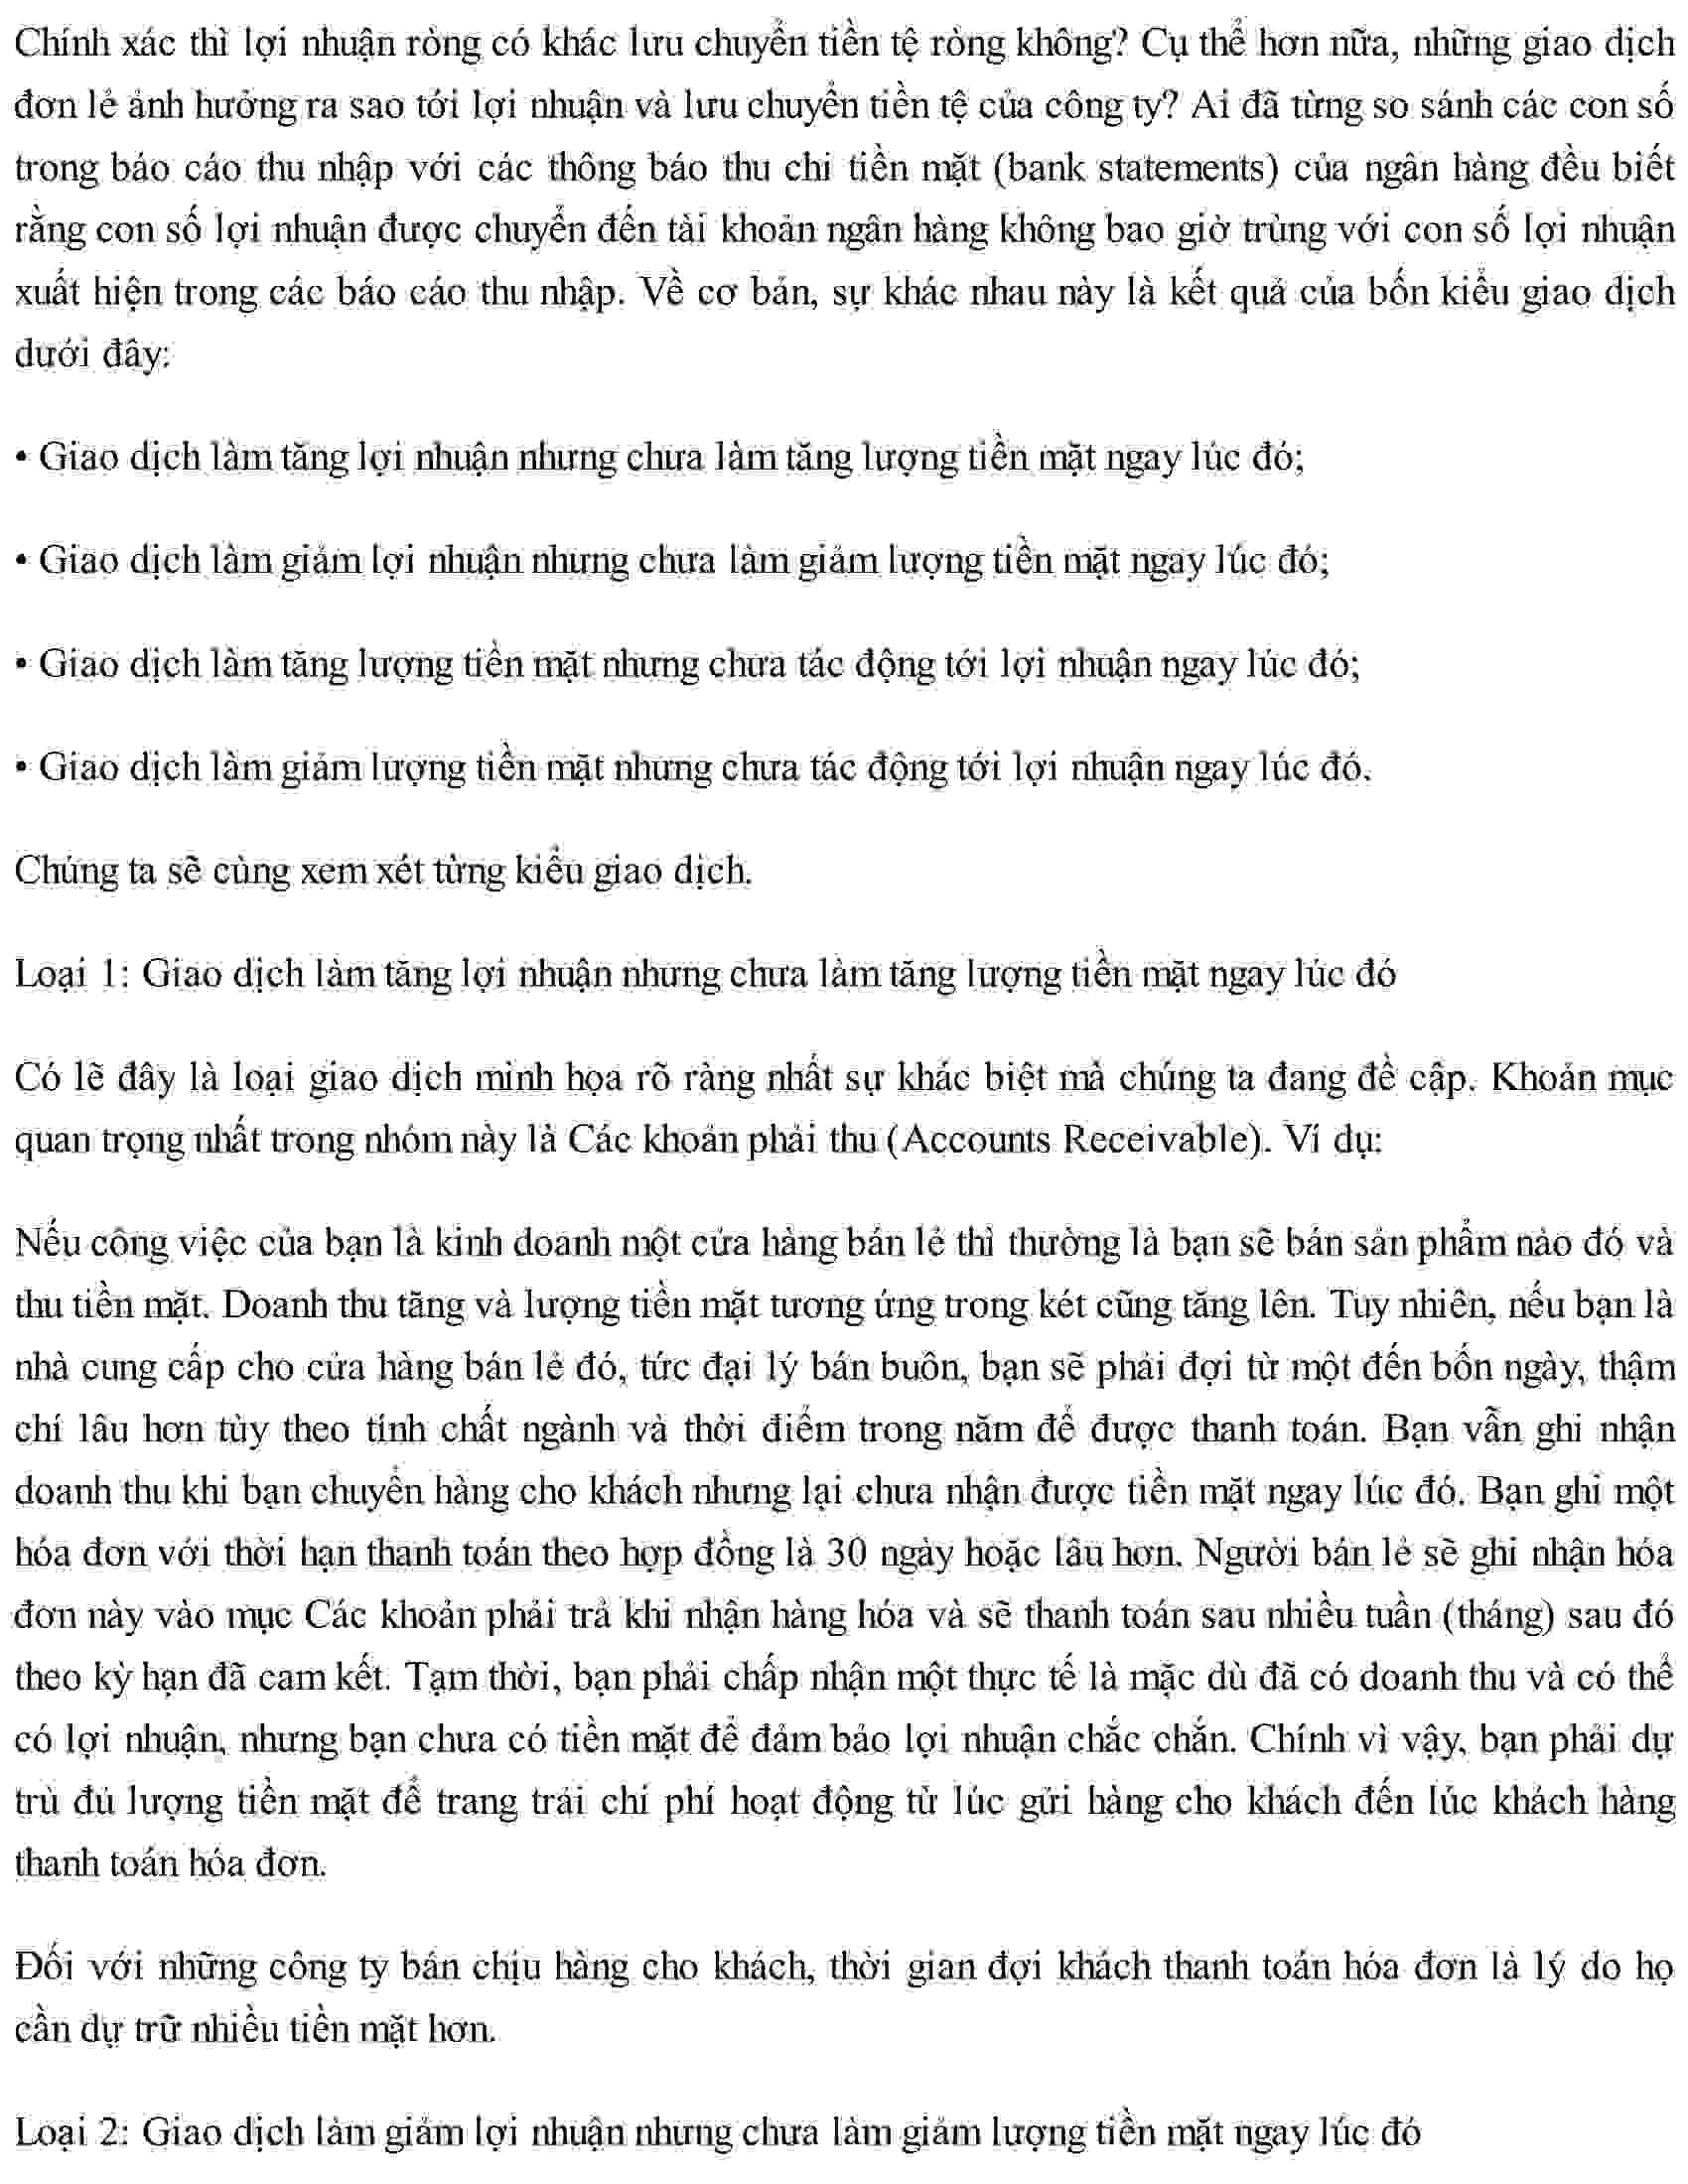 Chính xác thì lợi nhuận ròng có khác lưu chuyển tiền tệ ròng không? Cụ thể hơn nữa, những giao dịch
đơn lẻ ảnh hưởng ra sao tới lợi nhuận và lưu chuyển tiền tệ của công ty? Ai đã từng so sánh các con số
trong báo cáo thu nhập với các thông báo thu chi tiền mặt (bank statements) của ngân hàng đều biết
rằng con số lợi nhuận được chuyển đến tài khoản ngân hàng không bao giờ trùng với con số lợi nhuận
xuất hiện trong các báo cáo thu nhập. Về cơ bản, sự khác nhau này là kết quả của bốn kiểu giao dịch
dưới đây:
• Giao dịch làm tăng lợi nhuận nhưng chưa làm tăng lượng tiền mặt ngay lúc đó;
• Giao dịch làm giảm lợi nhuận nhưng chưa làm giảm lượng tiền mặt ngay lúc đó;
• Giao dịch làm tăng lượng tiền mặt nhưng chưa tác động tới lợi nhuận ngay lúc đó;
• Giao dịch làm giảm lượng tiền mặt nhưng chưa tác động tới lợi nhuận ngay lúc đó.
Chúng ta sẽ cùng xem xét từng kiểu giao dịch.
Loại 1: Giao dịch làm tăng lợi nhuận nhưng chưa làm tăng lượng tiền mặt ngay lúc đó
Có lẽ đây là loại giao dịch minh họa rõ ràng nhất sự khác biệt mà chúng ta đang đề cập. Khoản mục
quan trọng nhất trong nhóm này là Các khoản phải thu (Accounts Receivable). Ví dụ:
Nếu công việc của bạn là kinh doanh một cửa hàng bán lẻ thì thường là bạn sẽ bán sản phẩm nào đó và
thu tiền mặt. Doanh thu tăng và lượng tiền mặt tương ứng trong két cũng tăng lên. Tuy nhiên, nếu bạn là
nhà cung cấp cho cửa hàng bán lẻ đó, tức đại lý bán buôn, bạn sẽ phải đợi từ một đến bốn ngày, thậm
chí lâu hơn tùy theo tính chất ngành và thời điểm trong năm để được thanh toán. Bạn vẫn ghi nhận
doanh thu khi bạn chuyển hàng cho khách nhưng lại chưa nhận được tiền mặt ngay lúc đó. Bạn ghi một
hóa đơn với thời hạn thanh toán theo hợp đồng là 30 ngày hoặc lâu hơn. Người bán lẻ sẽ ghi nhận hóa
đơn này vào mục Các khoản phải trả khi nhận hàng hóa và sẽ thanh toán sau nhiều tuần (tháng) sau đó
theo kỳ hạn đã cam kết. Tạm thời, bạn phải chấp nhận một thực tế là mặc dù đã có doanh thu và có thể
có lợi nhuận, nhưng bạn chưa có tiền mặt để đảm bảo lợi nhuận chắc chắn. Chính vì vậy, bạn phải dự
trù đủ lượng tiền mặt để trang trải chí phí hoạt động từ lúc gửi hàng cho khách đến lúc khách hàng
thanh toán hóa đơn.
Đối với những công ty bán chịu hàng cho khách, thời gian đợi khách thanh toán hóa đơn là lý do họ
cần dự trữ nhiều tiền mặt hơn.
Loại 2: Giao dịch làm giảm lợi nhuận nhưng chưa làm giảm lượng tiền mặt ngay lúc đó